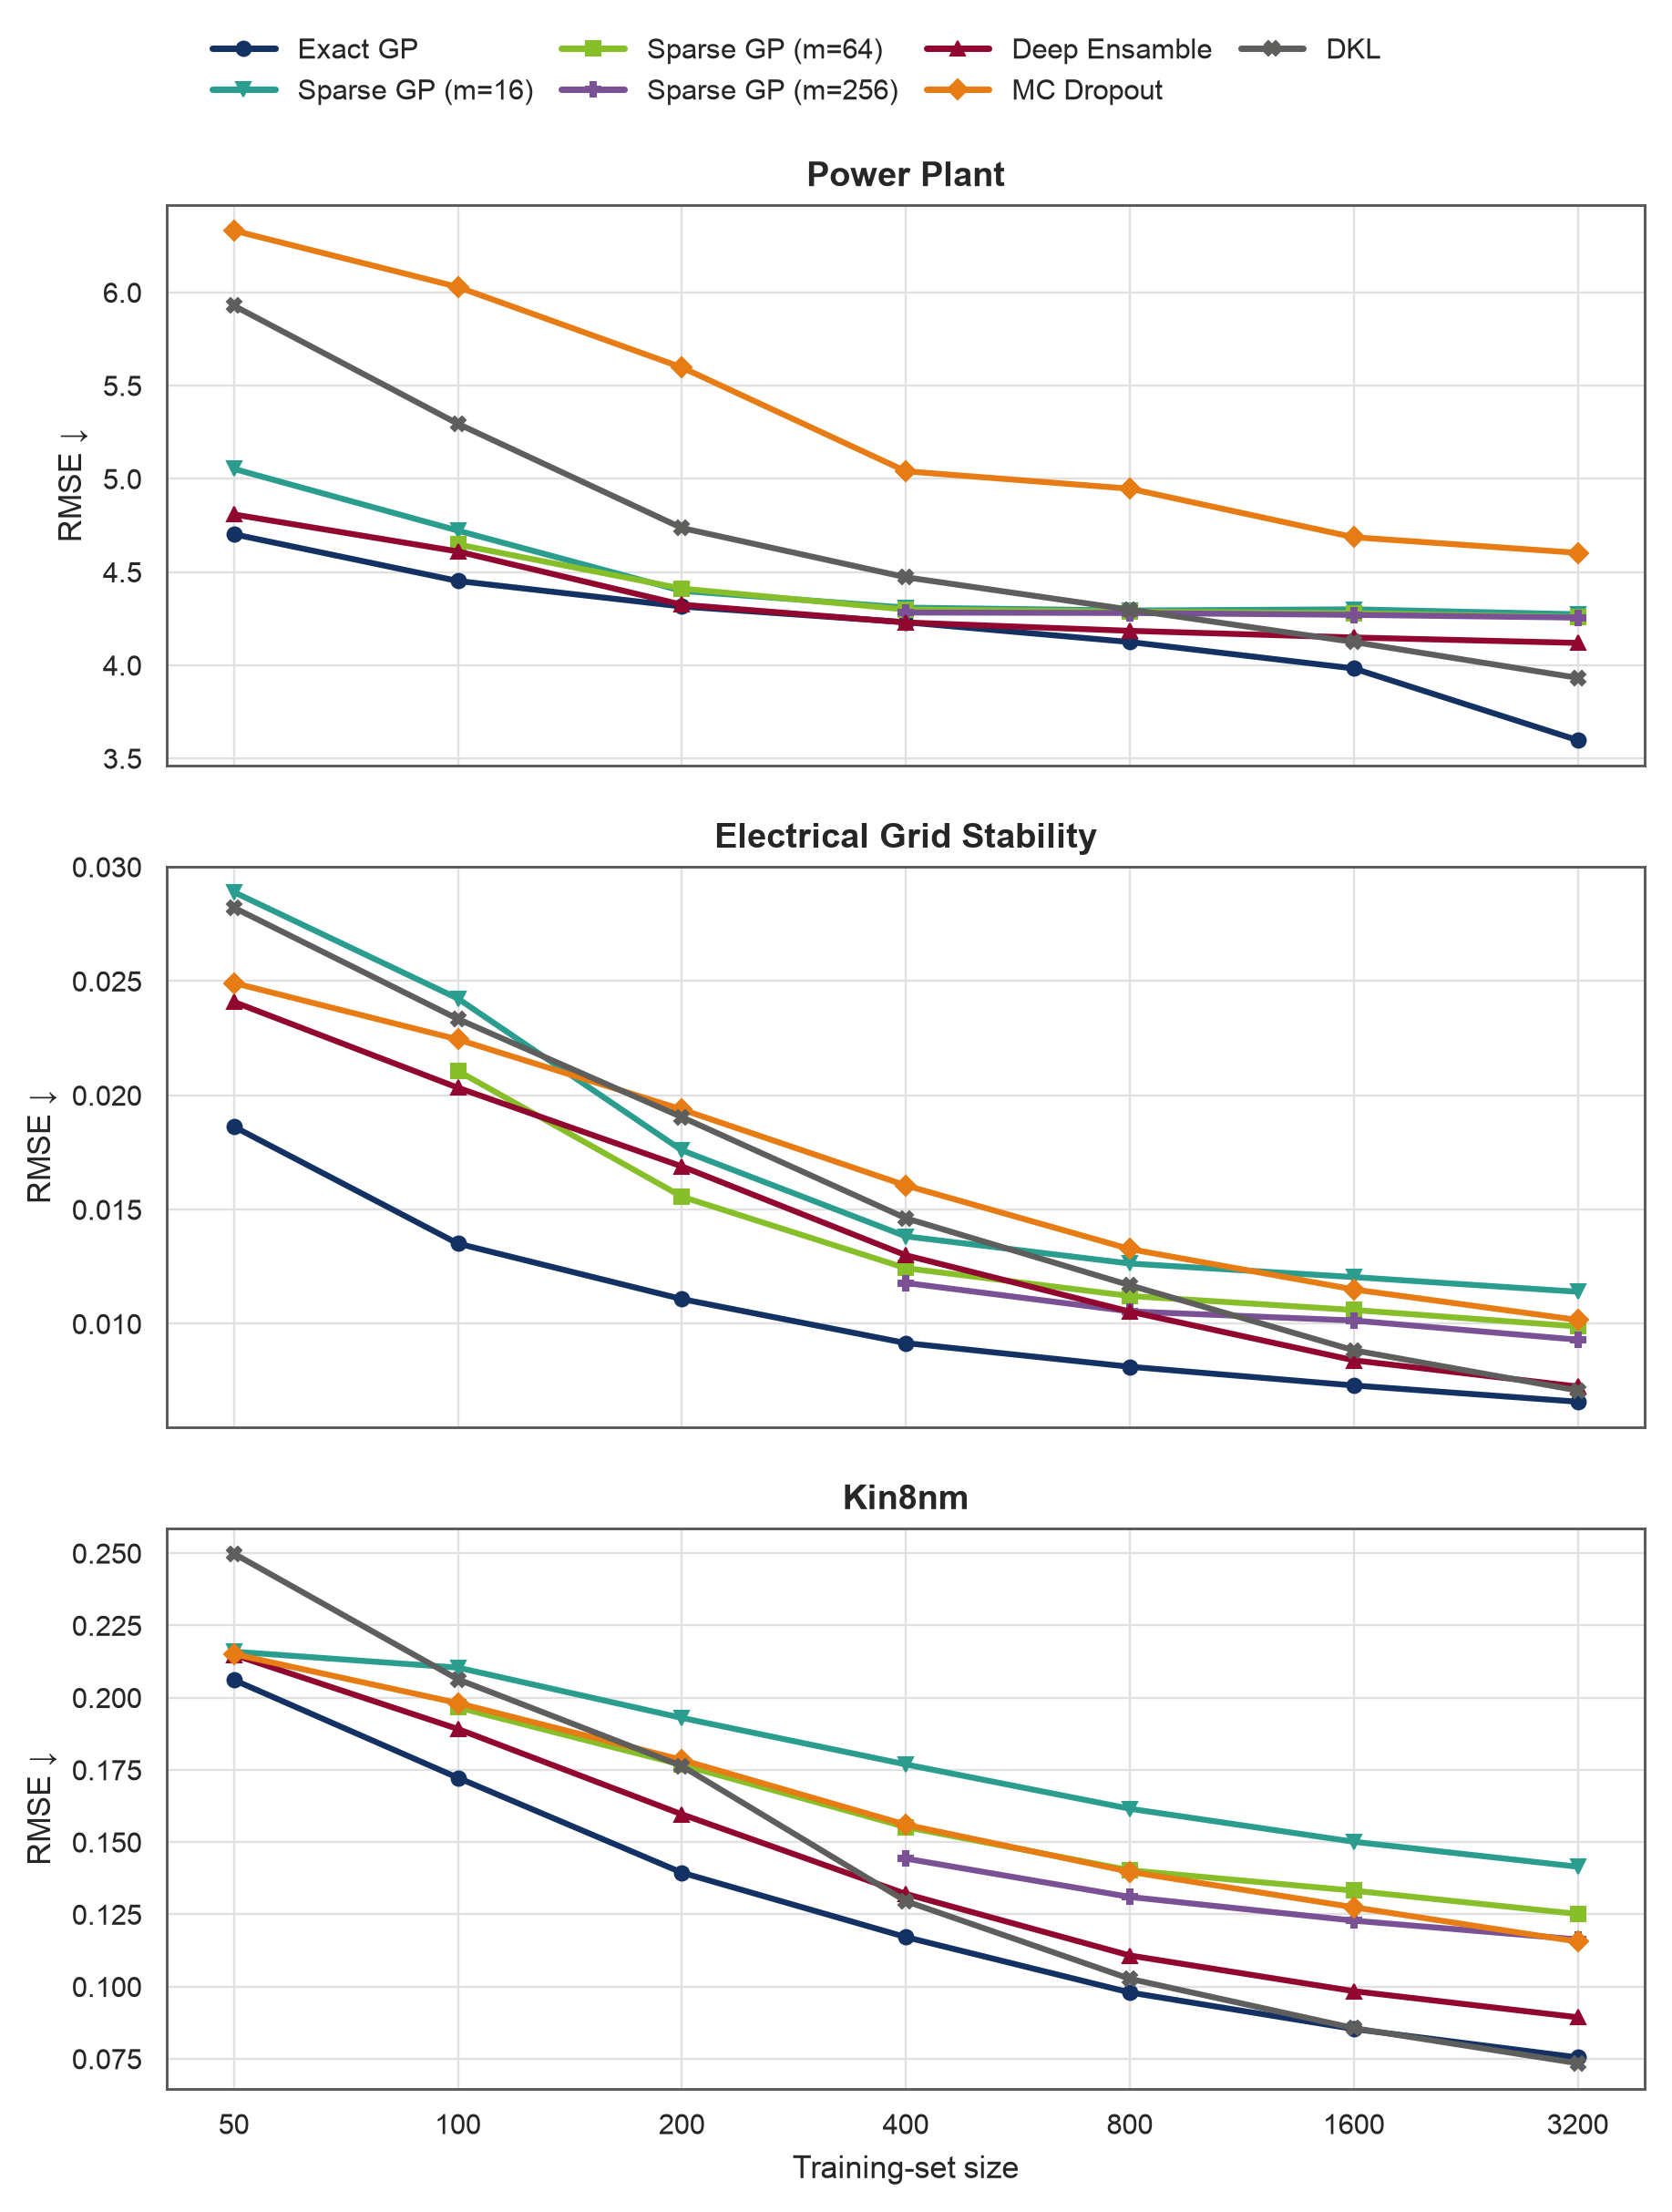 Exact GP
Sparse GP (m=64)
Deep Ensamble
DKL
Sparse GP (m=16)
Sparse GP (m=256)
MC Dropout
Power Plant
6.0
5.5
5.0
4.5
4.0
3.5
RMSE ↓
Electrical Grid Stability
0.030
0.025
0.020
0.015
0.010
RMSE ↓
Kin8nm
0.250
0.225
0.200
0.175
0.150
0.125
0.100
0.075
RMSE ↓
50 100 200 400 800 1600 3200
Training-set size